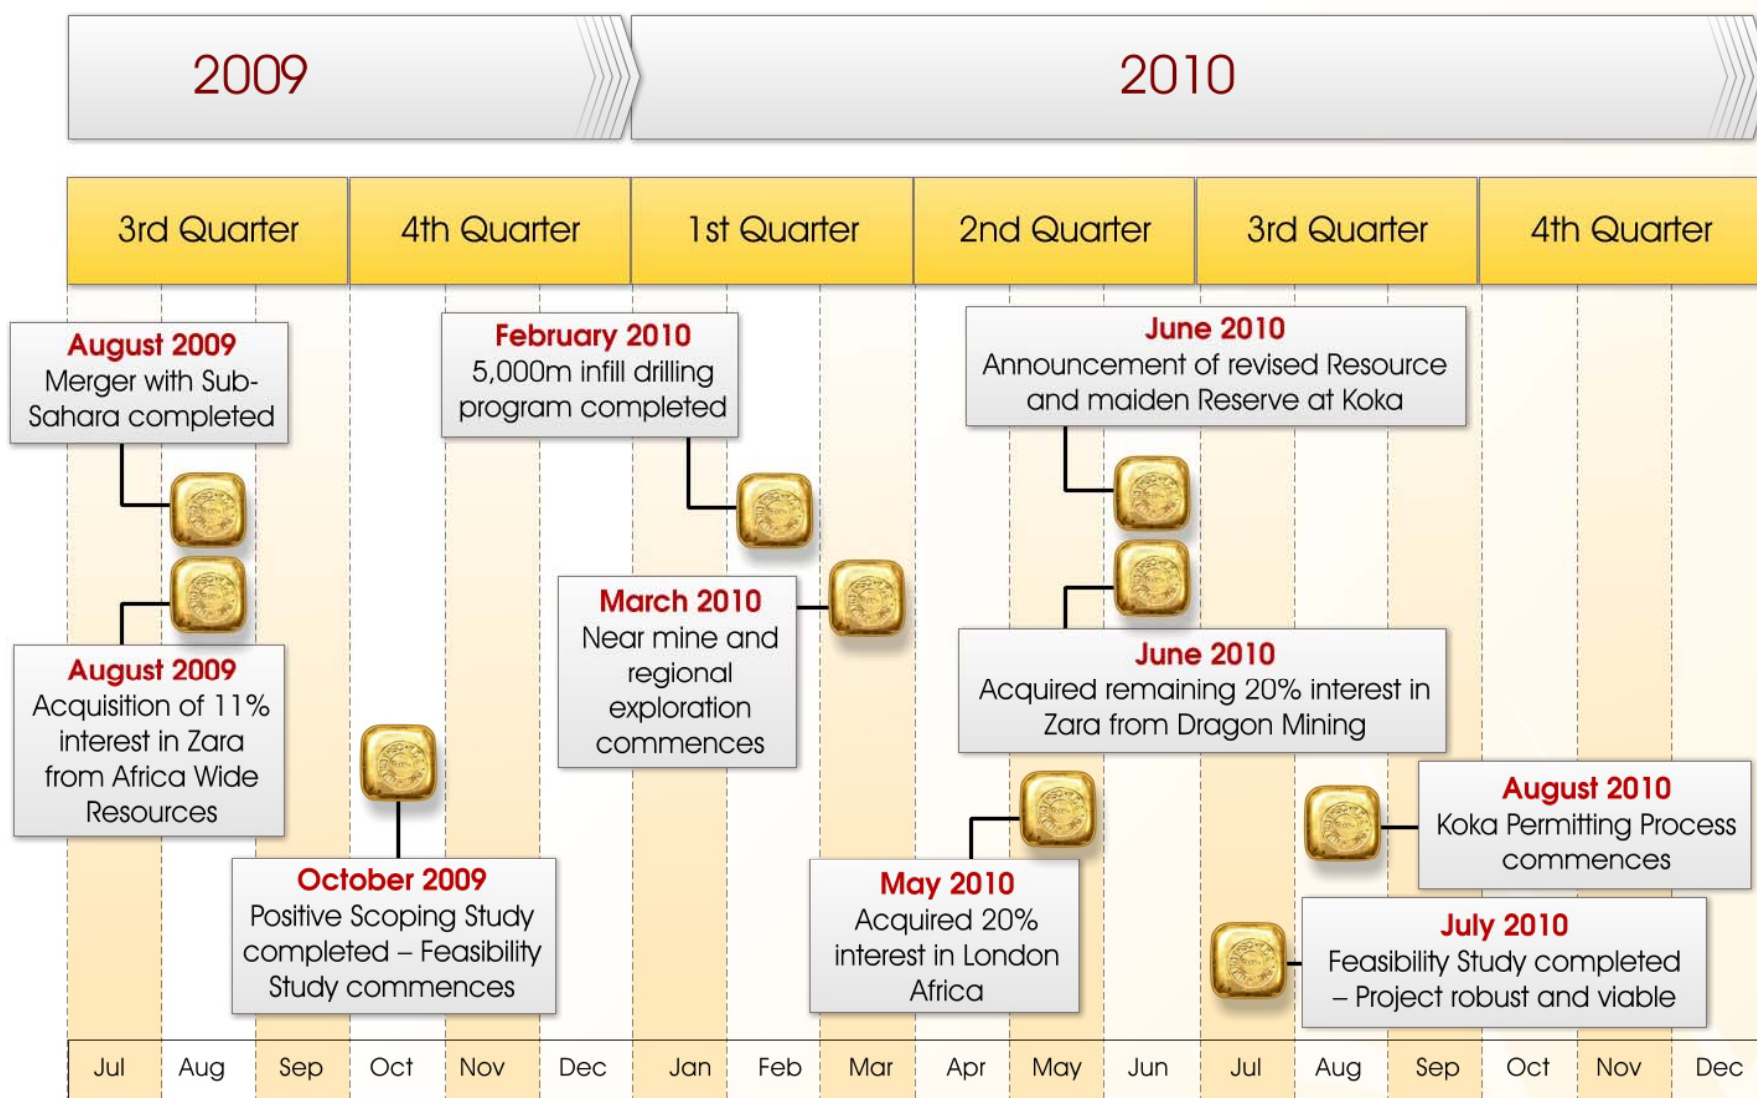 2009
2010
3rd Quarter
4th Quarter
1st Quarter
2nd Quarter
3rd Quarter
4th Quarter
August 2009
Merger with Sub-
Sahara completed
February 2010
5,000m infill drilling
program completed
June 2010
Announcement of revised Resource
and maiden Reserve at Koka
August 2009
Acquisition of 11%
interest in Zara
from Africa Wide
Resources
March 2010
Near mine and
regional
exploration
commences
June 2010
Acquired remaining 20% interest in
Zara from Dragon Mining
October 2009
Positive Scoping Study
completed – Feasibility
Study commences
May 2010
Acquired 20%
interest in London
Africa
August 2010
Koka Permitting Process
commences
July 2010
Feasibility Study completed
– Project robust and viable
Jul
Aug
Sep
Oct
Nov
Dec
Jan
Feb
Mar
Apr
May
Jun
Jul
Aug
Sep
Oct
Nov
Dec